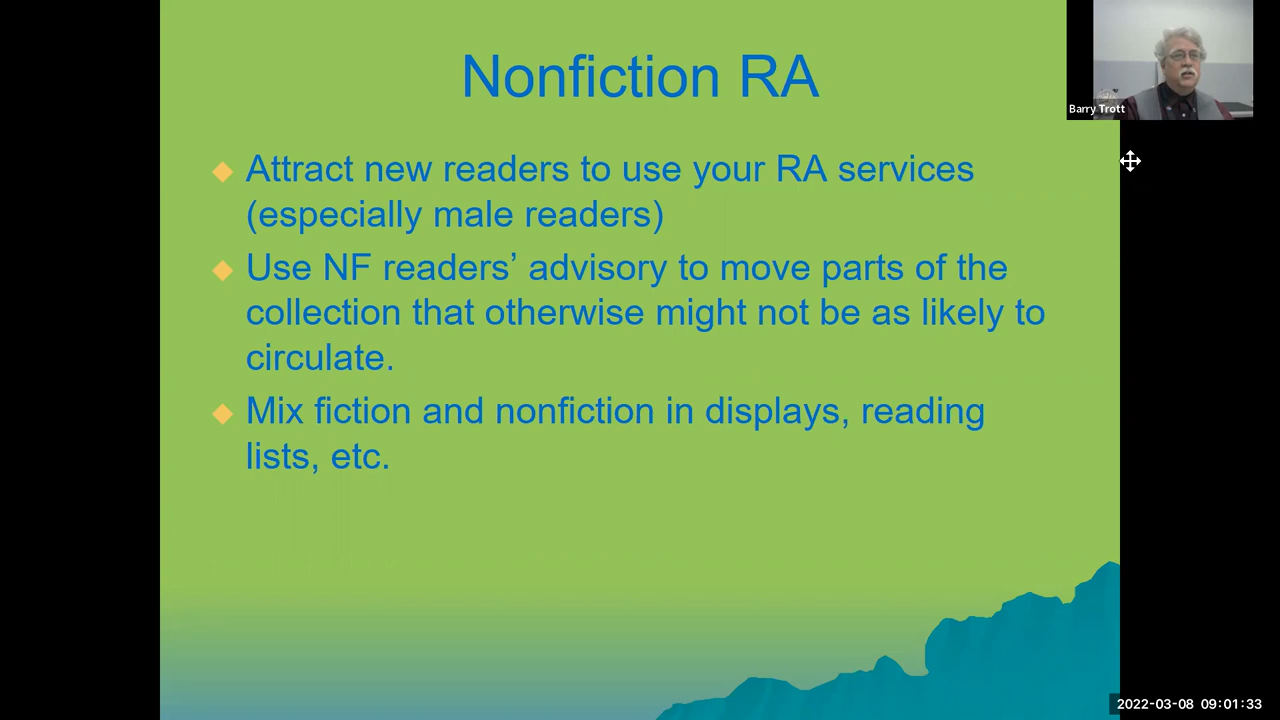 Nonfiction RA
Barry Trott
Attract new readers to use your RA services
(especially male readers)
Use NF readers’ advisory to move parts of the
collection that otherwise might not be as likely to
circulate.
Mix fiction and nonfiction in displays, reading
lists, etc.
2022-03-08 09:01:33